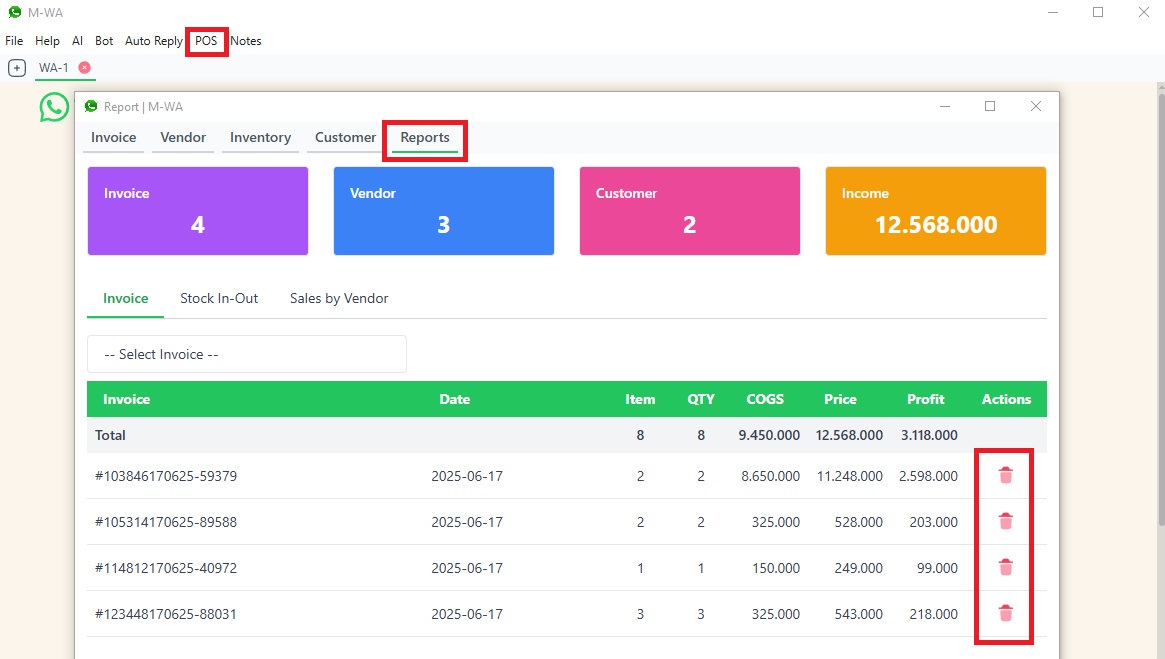 M-WA
File Help AI Bot Auto Reply POS Notes
WA-1
Report | M-WA
Invoice Vendor Inventory Customer Reports
Invoice Vendor Customer Income
4 3 2 12.568.000
Invoice Stock In-Out Sales by Vendor
-- Select Invoice --
Invoice Date Item QTY COGS Price Profit Actions
Total 8 8 9.450.000 12.568.000 3.118.000
#103846170625-59379 2025-06-17 2 2 8.650.000 11.248.000 2.598.000
#105314170625-89588 2025-06-17 2 2 325.000 528.000 203.000
#114812170625-40972 2025-06-17 1 1 150.000 249.000 99.000
#123448170625-88031 2025-06-17 3 3 325.000 543.000 218.000